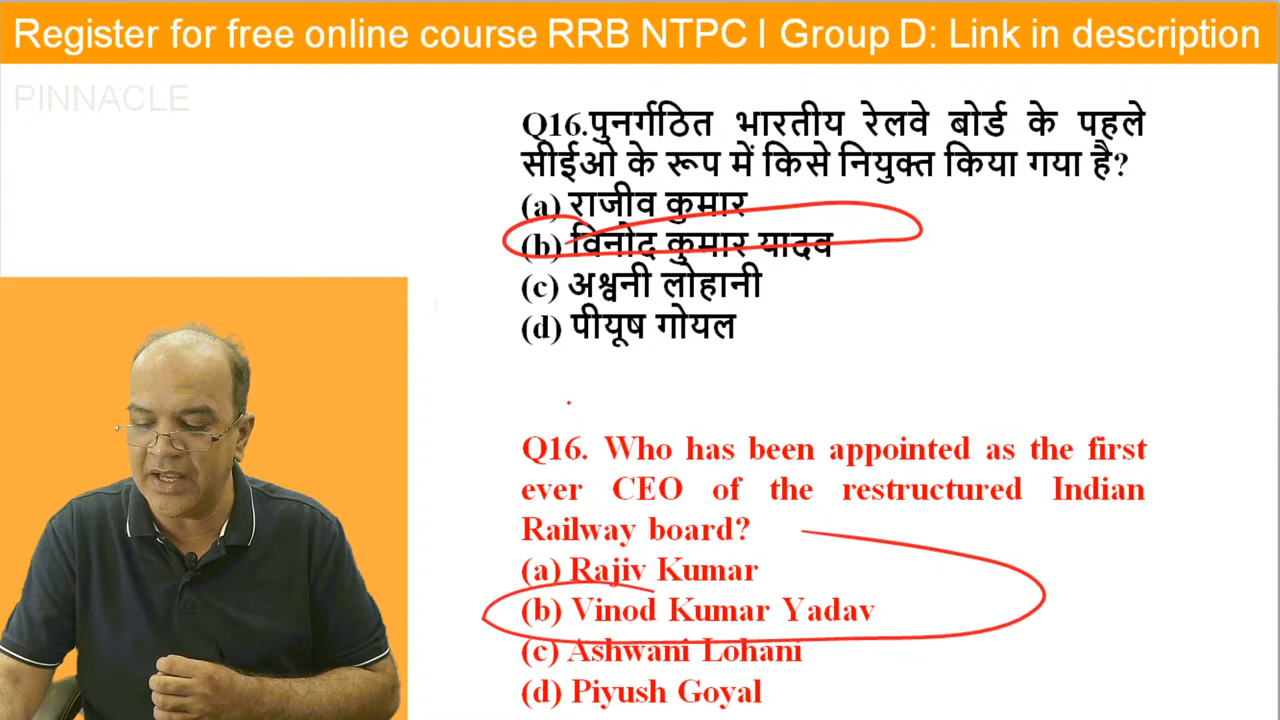 Register for free online course RRB NTPC l Group D: Link in description
PINNACLE
Q16.पुनर्गठित भारतीय रेलवे बोर्ड के पहले
सीईओ के रूप में किसे नियुक्त किया गया है?
(a) राजीव कुमार
(b) विनोद कुमार यादव
(c) अश्वनी लोहानी
(d) पीयूष गोयल
Q16. Who has been appointed as the first
ever CEO of the restructured Indian
Railway board?
(a) Rajiv Kumar
(b) Vinod Kumar Yadav
(c) Ashwani Lohani
(d) Piyush Goyal